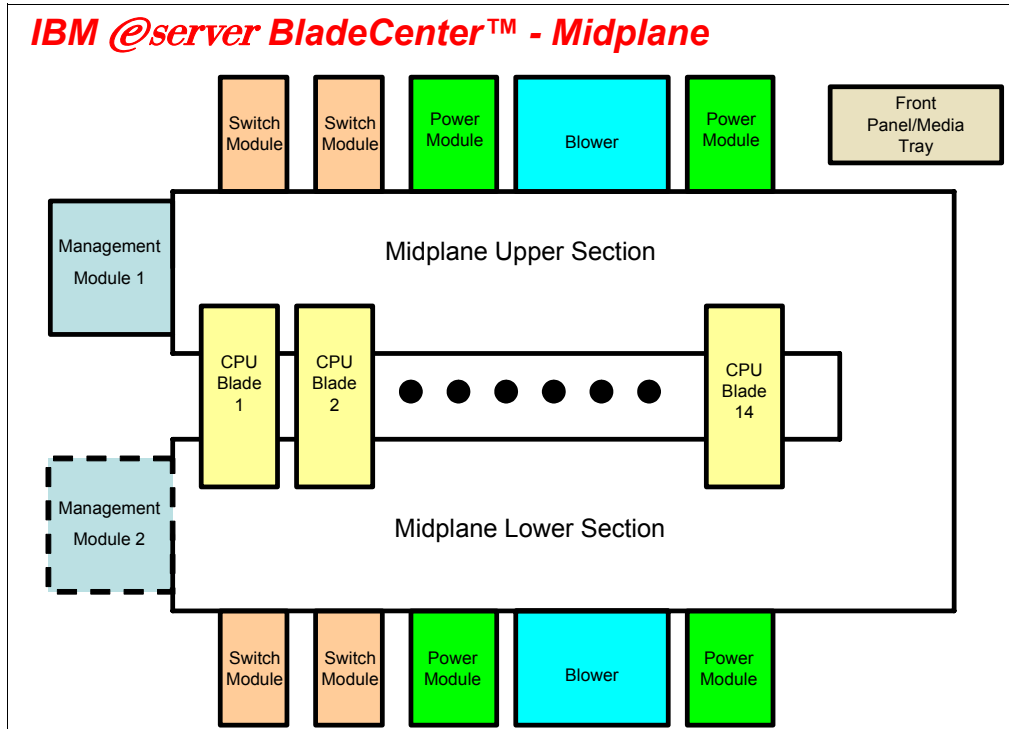 IBM @server BladeCenter™ - Midplane
Switch
Module
Switch
Module
Power
Module
Blower
Power
Module
Front
Panel/Media
Tray
Management
Module 1
Midplane Upper Section
CPU
Blade
1
CPU
Blade
2
CPU
Blade
14
Management
Module 2
Midplane Lower Section
Switch
Module
Switch
Module
Power
Module
Blower
Power
Module